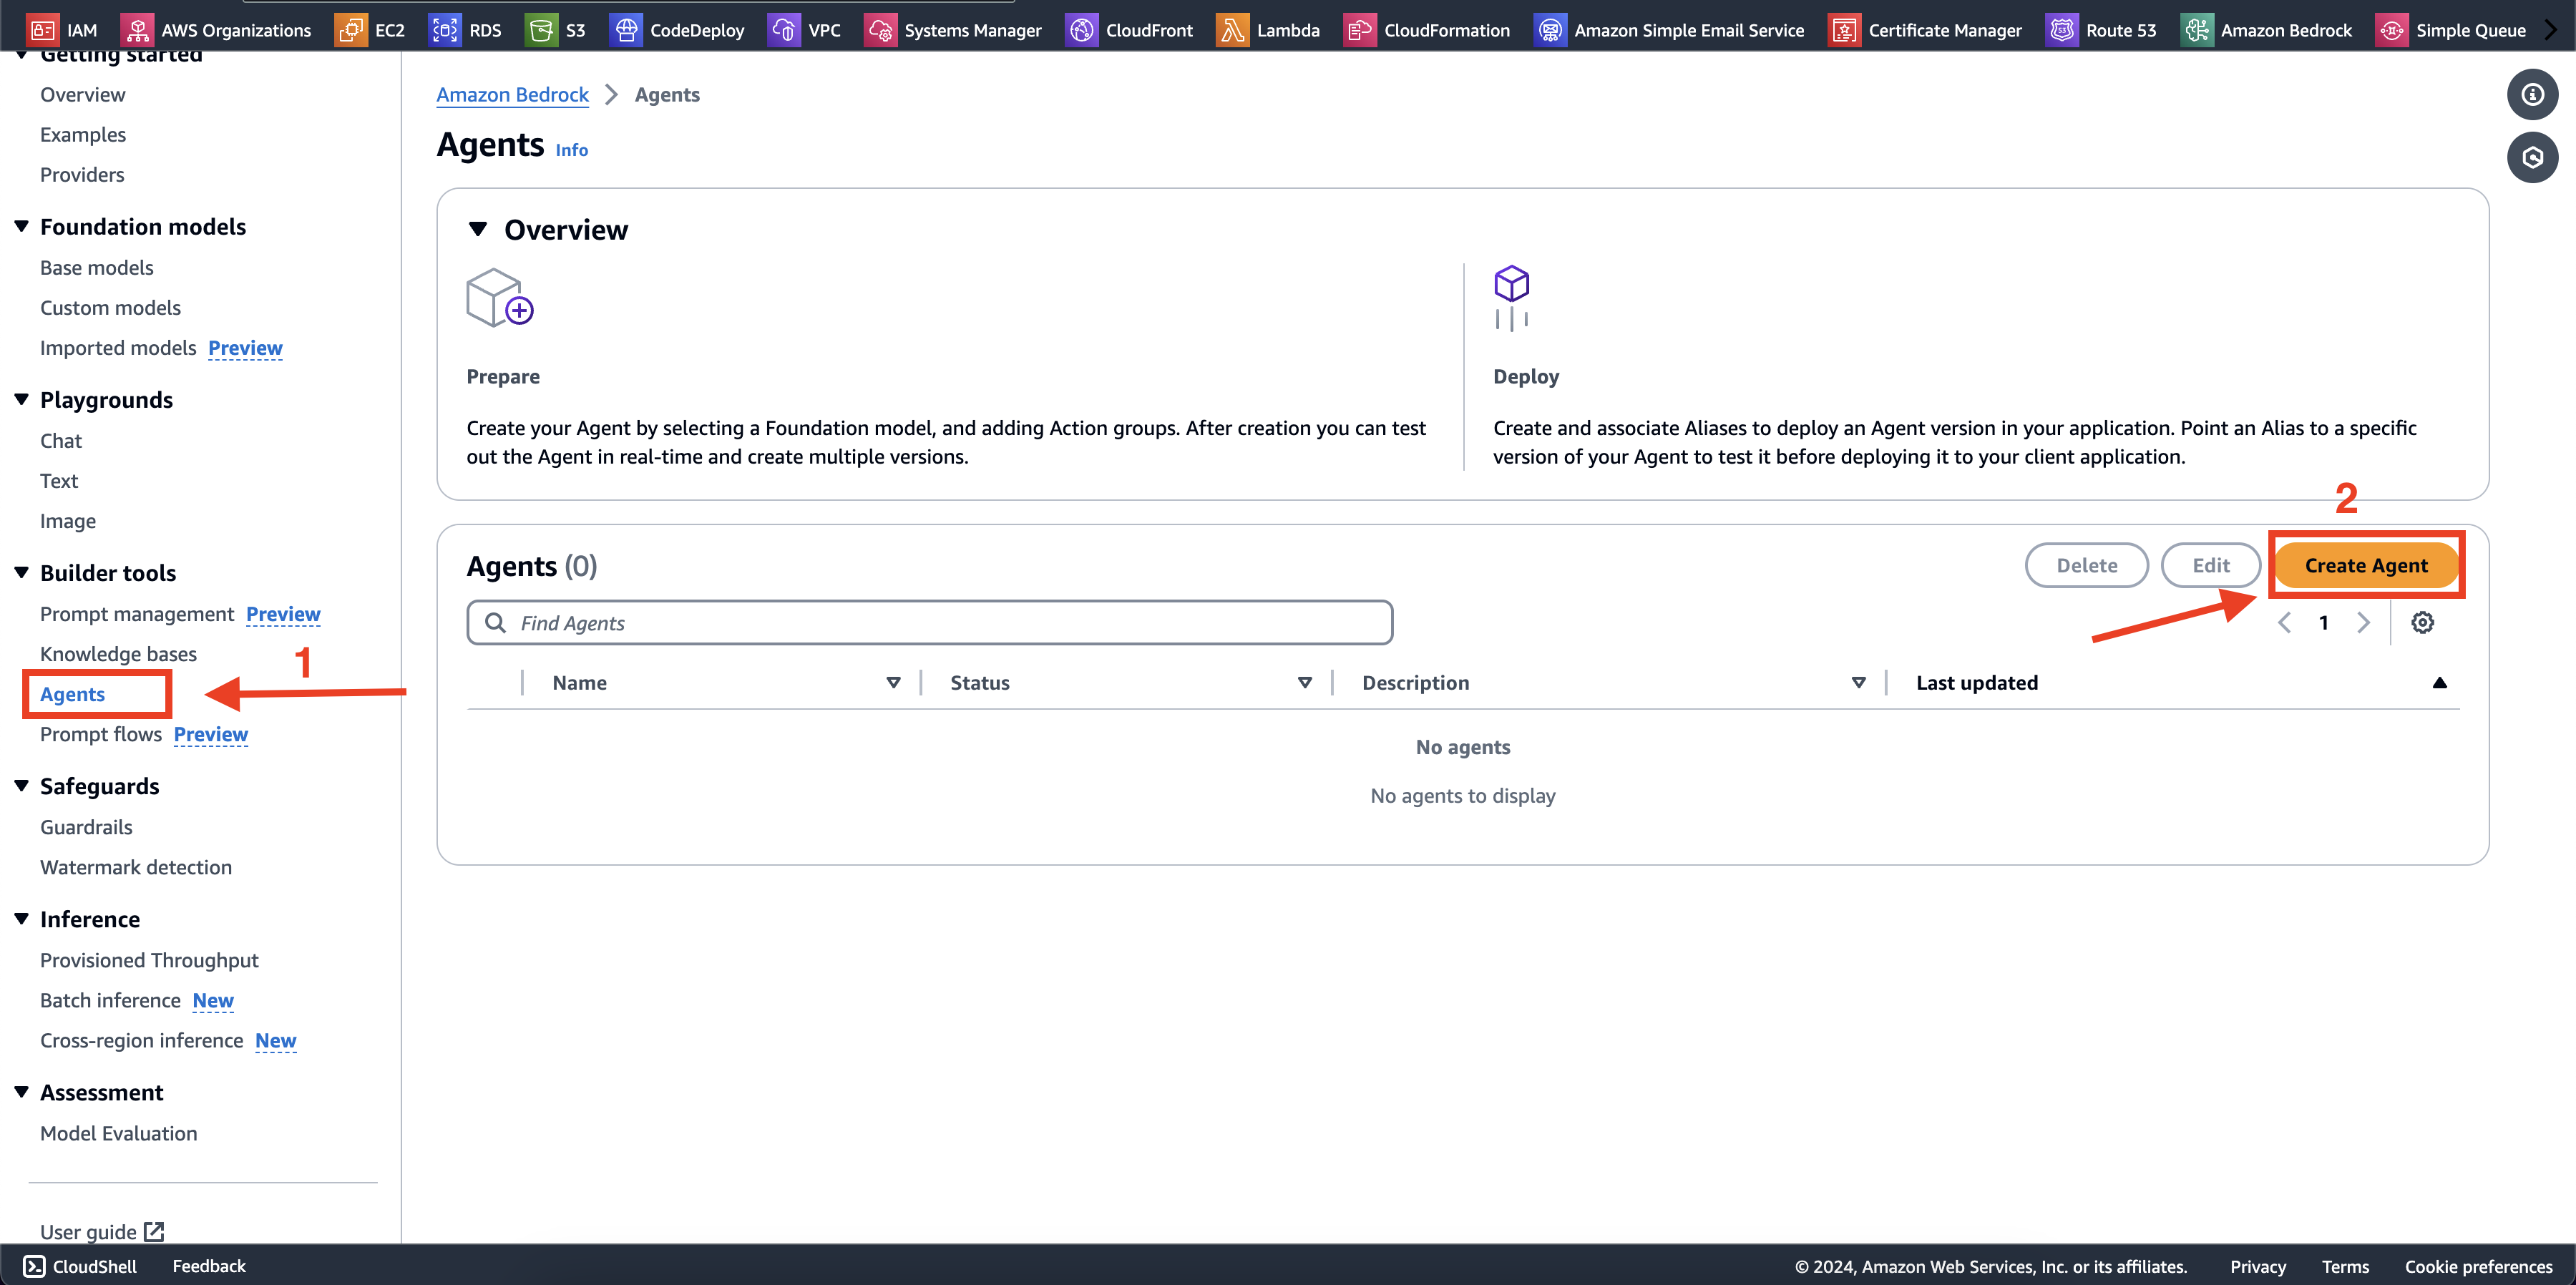 IAM AWS Organizations EC2 RDS S3 CodeDeploy VPC Systems Manager CloudFront Lambda CloudFormation Amazon Simple Email Service Certificate Manager Route 53 Amazon Bedrock Simple Queue
Getting started
Overview
Examples
Providers
Foundation models
Base models
Custom models
Imported models Preview
Playgrounds
Chat
Text
Image
Builder tools
Prompt management Preview
Knowledge bases
1
Agents
Prompt flows Preview
Safeguards
Guardrails
Watermark detection
Inference
Provisioned Throughput
Batch inference New
Cross-region inference New
Assessment
Model Evaluation
User guide
Amazon Bedrock > Agents
Agents Info
Overview
Prepare
Create your Agent by selecting a Foundation model, and adding Action groups. After creation you can test
out the Agent in real-time and create multiple versions.
Deploy
Create and associate Aliases to deploy an Agent version in your application. Point an Alias to a specific
version of your Agent to test it before deploying it to your client application.
2
Agents (0)
Delete Edit Create Agent
Find Agents
1
Name Status Description Last updated
No agents
No agents to display
CloudShell Feedback © 2024, Amazon Web Services, Inc. or its affiliates. Privacy Terms Cookie preferences